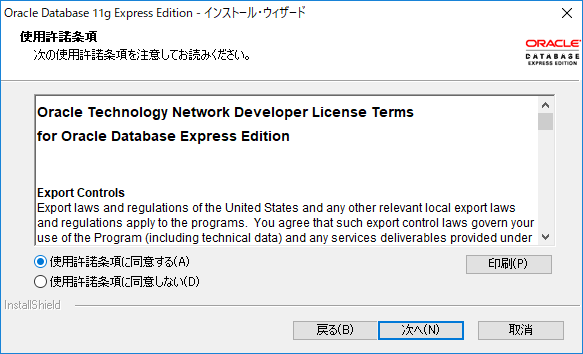 Oracle Database 11g Express Edition - インストール・ウィザード
使用許諾条項
次の使用許諾条項を注意してお読みください。
ORACLE
DATABASE
EXPRESS EDITION
Oracle Technology Network Developer License Terms
for Oracle Database Express Edition
Export Controls
Export laws and regulations of the United States and any other relevant local export laws
and regulations apply to the programs.  You agree that such export control laws govern your
use of the Program (including technical data) and any services deliverables provided under
使用許諾条項に同意する(A)
印刷(P)
使用許諾条項に同意しない(D)
InstallShield
戻る(B)
次へ(N)
取消